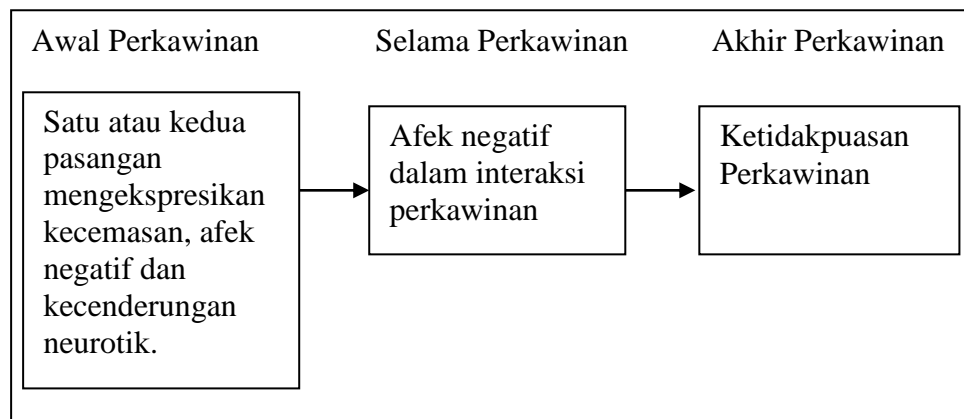 Awal Perkawinan
Selama Perkawinan
Akhir Perkawinan
Satu atau kedua
pasangan
mengekspresikan
kecemasan, afek
negatif dan
kecenderungan
neurotik.
Afek negatif
dalam interaksi
perkawinan
Ketidakpuasan
Perkawinan